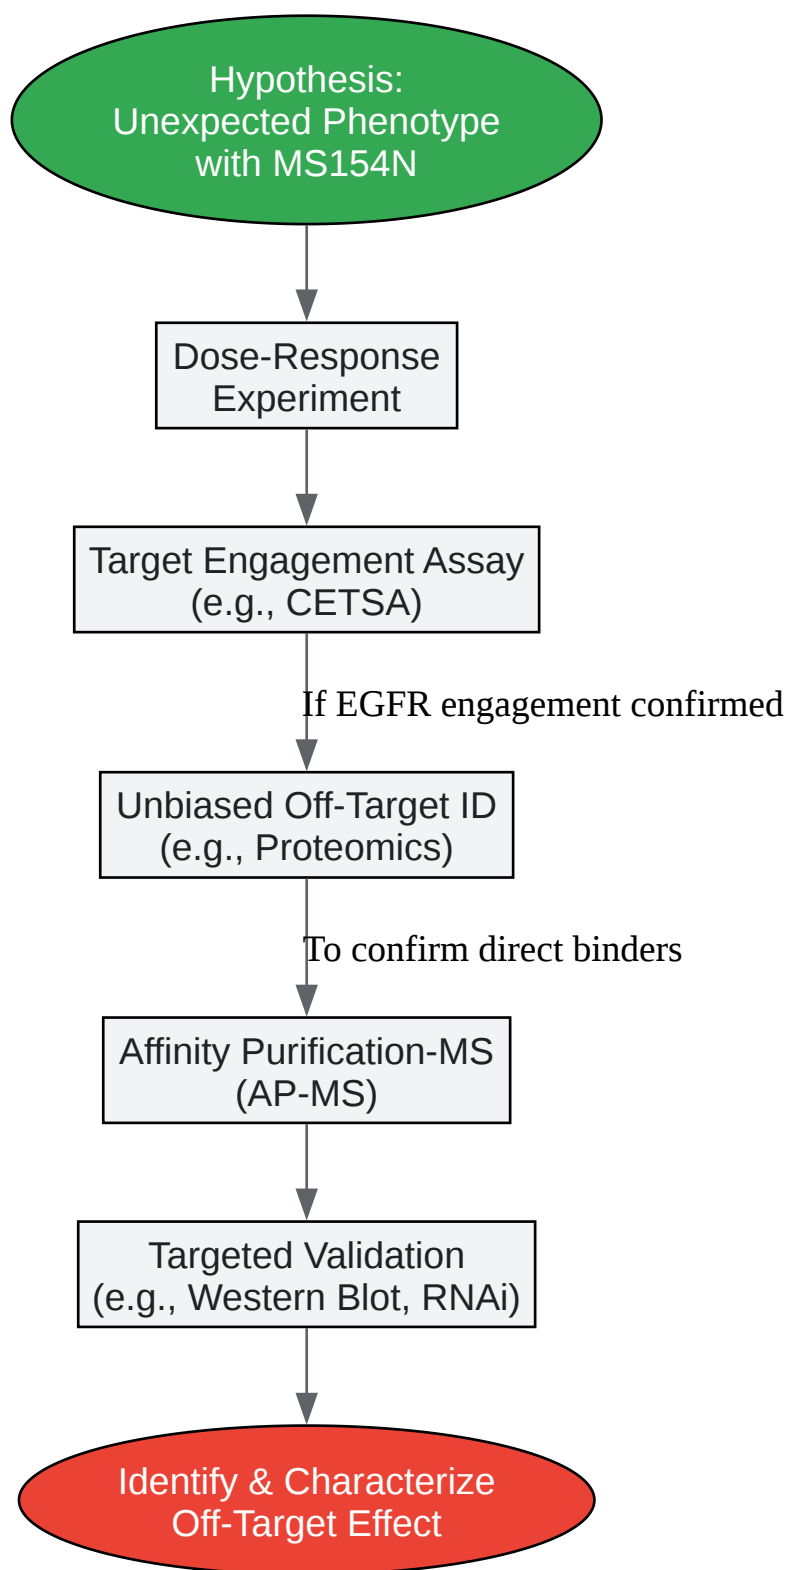 Hypothesis:
Unexpected Phenotype
with MS154N
Dose-Response
Experiment
Target Engagement Assay
(e.g., CETSA)
If EGFR engagement confirmed
Unbiased Off-Target ID
(e.g., Proteomics)
To confirm direct binders
Affinity Purification-MS
(AP-MS)
Targeted Validation
(e.g., Western Blot, RNAi)
Identify & Characterize
Off-Target Effect